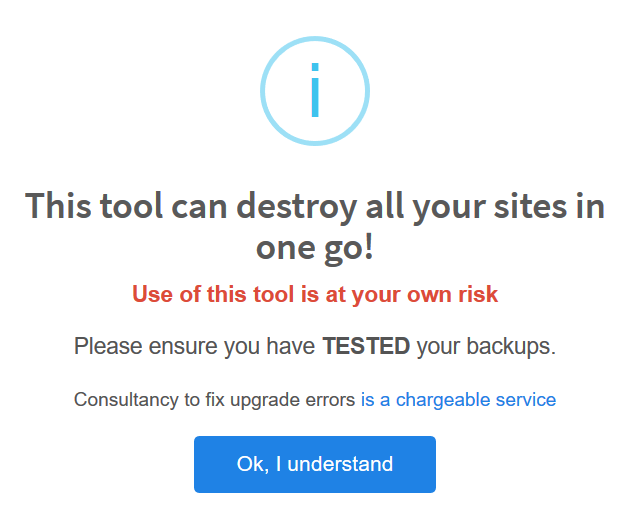 This tool can destroy all your sites in
one go!
Use of this tool is at your own risk
Please ensure you have TESTED your backups.
Consultancy to fix upgrade errors is a chargeable service
Ok, I understand